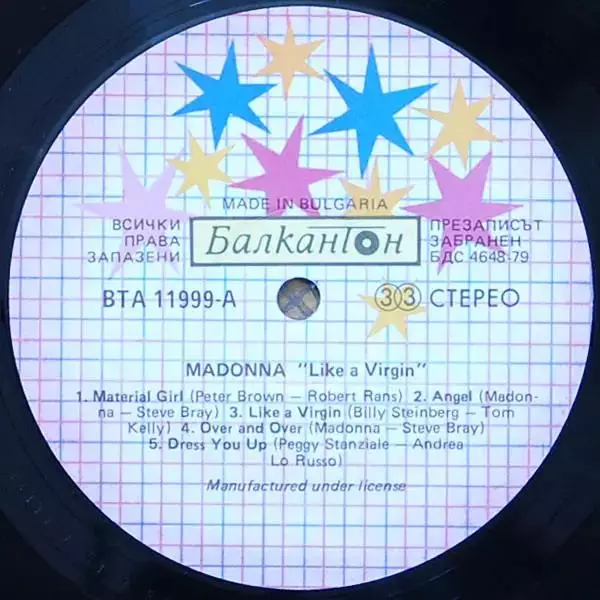 MADE IN BULGARIA
ВСИЧКИ
ПРАВА
ЗАПАЗЕНИ
Балкантон
ПРЕЗАПИСЪТ
ЗАБРАНЕН
БДС 4648-79
ВТА 11999-А
33 СТЕРЕО
MADONNA "Like a Virgin"
1. Material Girl (Peter Brown — Robert Rans) 2. Angel (Madon-
na — Steve Bray) 3. Like a Virgin (Billy Steinberg — Tom
Kelly) 4. Over and Over (Madonna — Steve Bray)
5. Dress You Up (Peggy Stanziale — Andrea
Lo Russo)
Manufactured under license